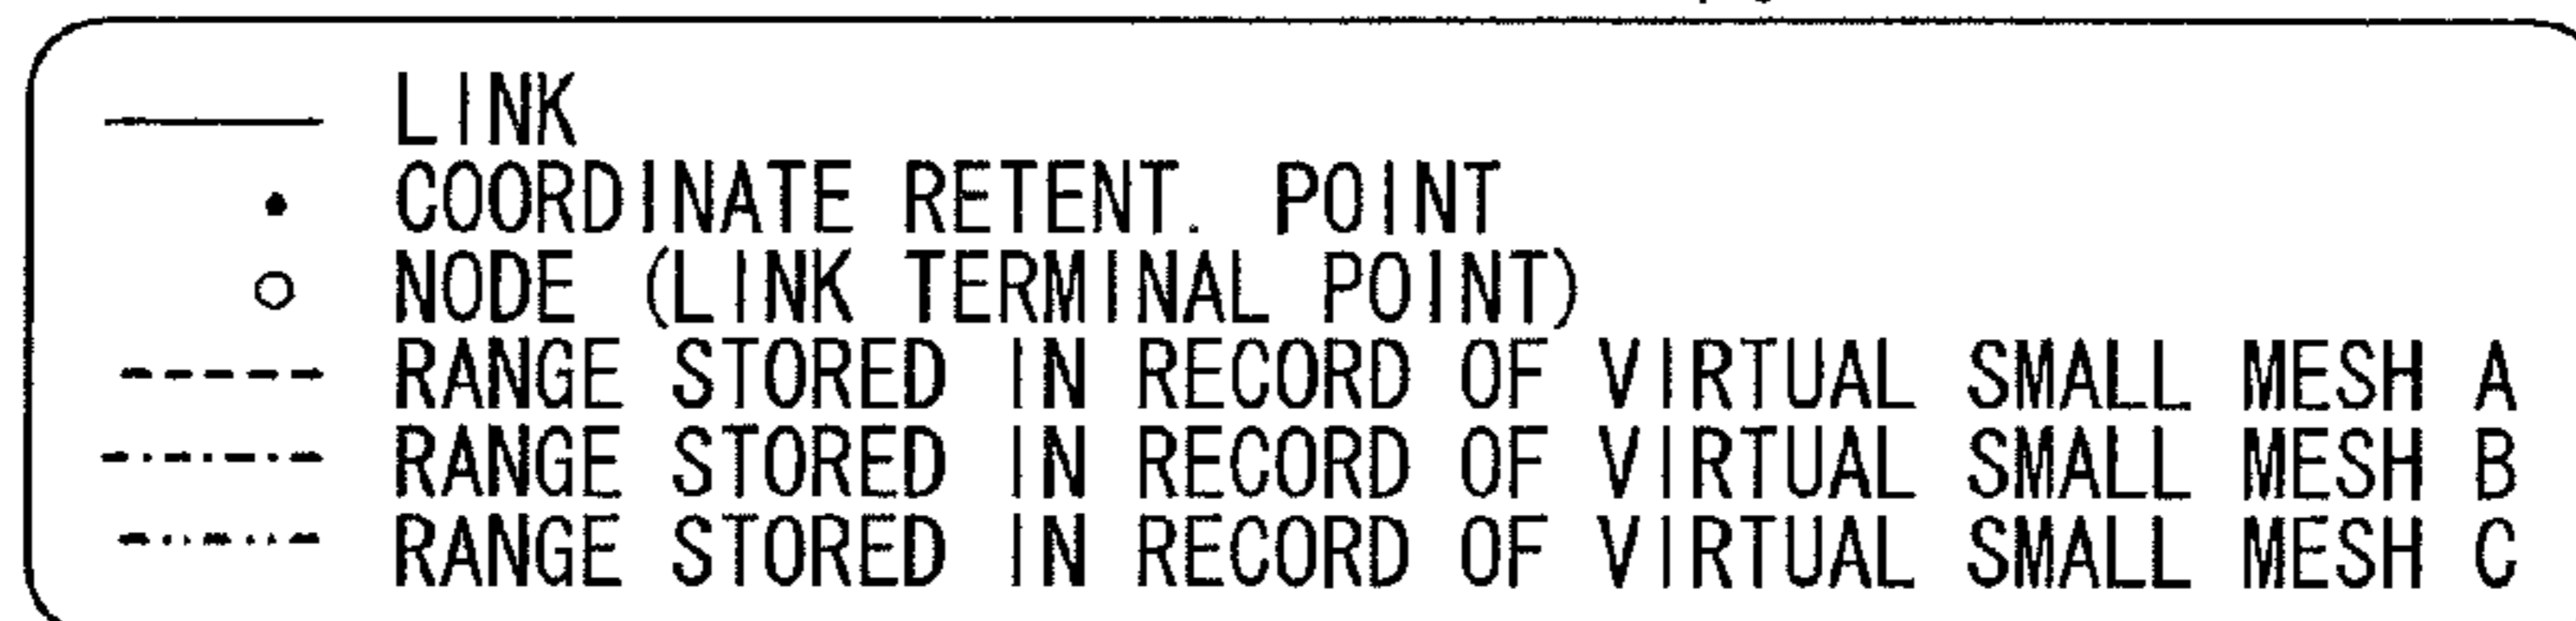 LINK
COORDINATE RETENT. POINT
NODE (LINK TERMINAL POINT)
RANGE STORED IN RECORD OF VIRTUAL SMALL MESH A
RANGE STORED IN RECORD OF VIRTUAL SMALL MESH B
RANGE STORED IN RECORD OF VIRTUAL SMALL MESH C